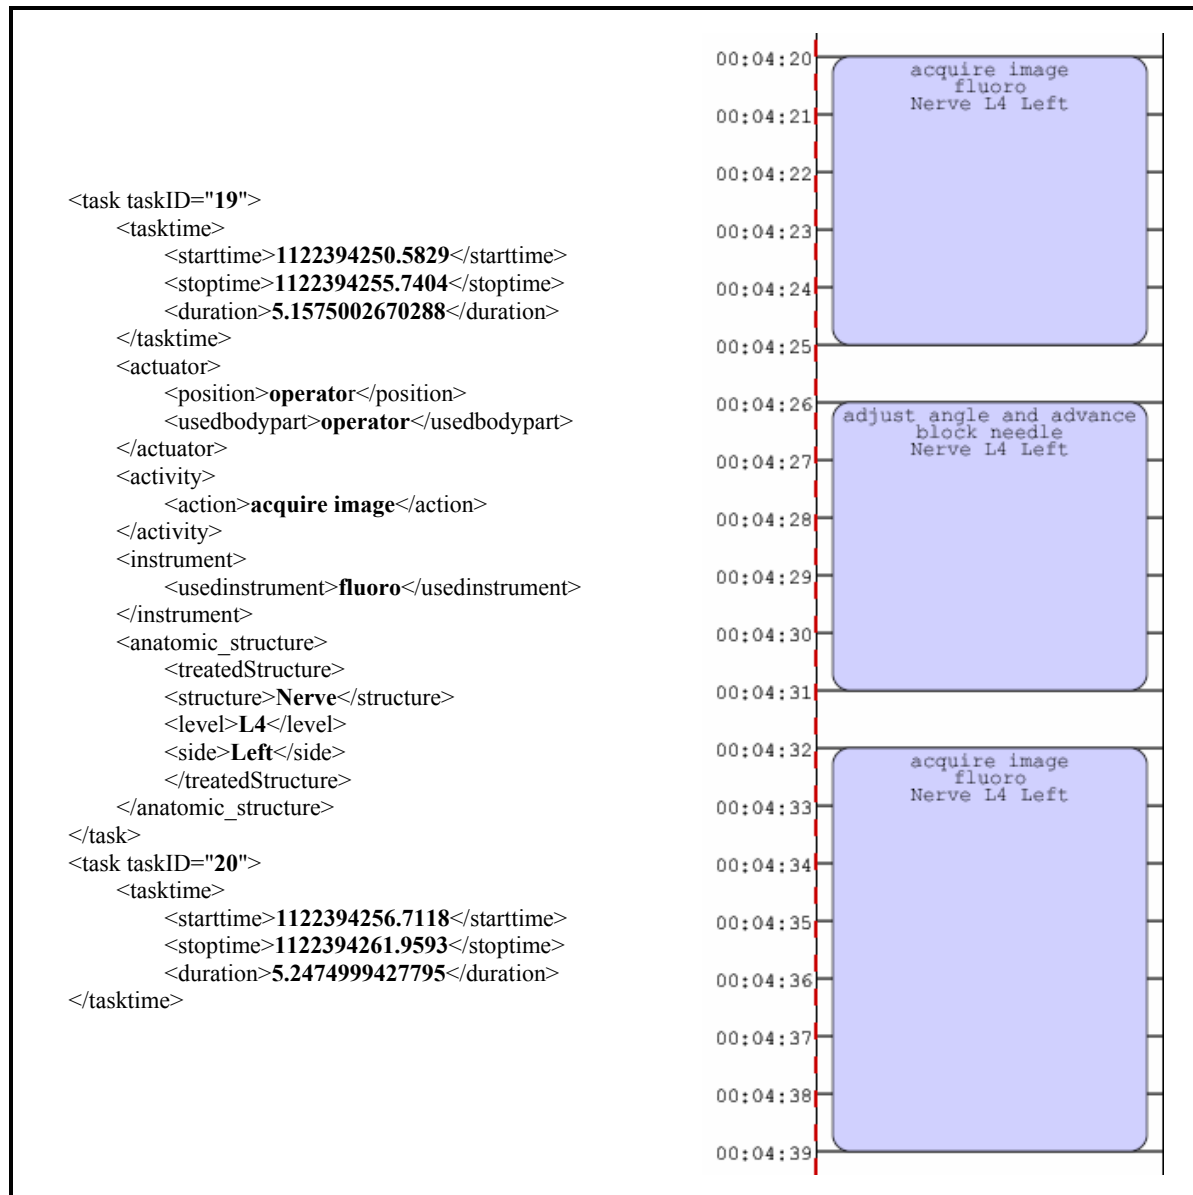 <task taskID="19">
<tasktime>
<starttime>1122394250.5829</starttime>
<stoptime>1122394255.7404</stoptime>
<duration>5.1575002670288</duration>
</tasktime>
<actuator>
<position>operator</position>
<usedbodypart>operator</usedbodypart>
</actuator>
<activity>
<action>acquire image</action>
</activity>
<instrument>
<usedinstrument>fluoro</usedinstrument>
</instrument>
<anatomic_structure>
<treatedStructure>
<structure>Nerve</structure>
<level>L4</level>
<side>Left</side>
</treatedStructure>
</anatomic_structure>
</task>
<task taskID="20">
<tasktime>
<starttime>1122394256.7118</starttime>
<stoptime>1122394261.9593</stoptime>
<duration>5.2474999427795</duration>
</tasktime>
00:04:20
acquire image
fluoro
Nerve L4 Left
00:04:21
00:04:22
00:04:23
00:04:24
00:04:25
00:04:26
adjust angle and advance
block needle
Nerve L4 Left
00:04:27
00:04:28
00:04:29
00:04:30
00:04:31
00:04:32
acquire image
fluoro
Nerve L4 Left
00:04:33
00:04:34
00:04:35
00:04:36
00:04:37
00:04:38
00:04:39